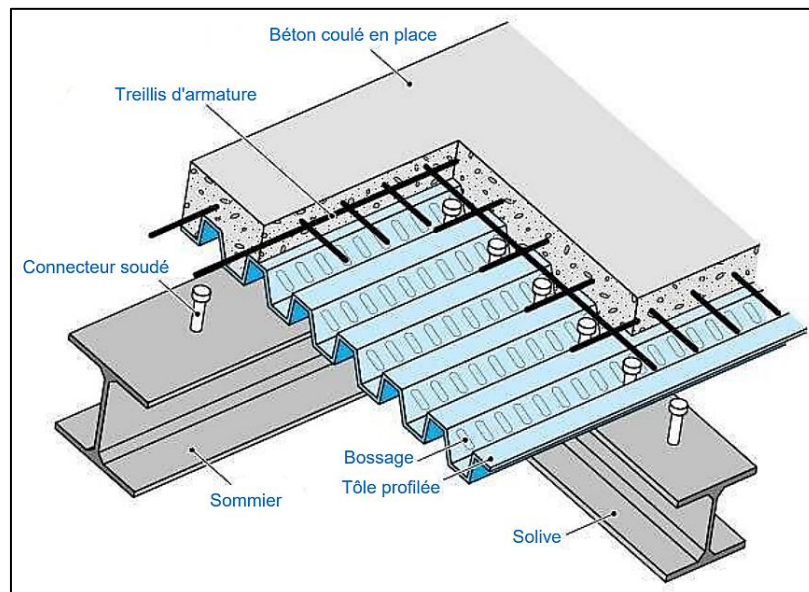 Béton coulé en place
Treillis d'armature
Connecteur soudé
Bossage
Tôle profilée
Sommier
Solive